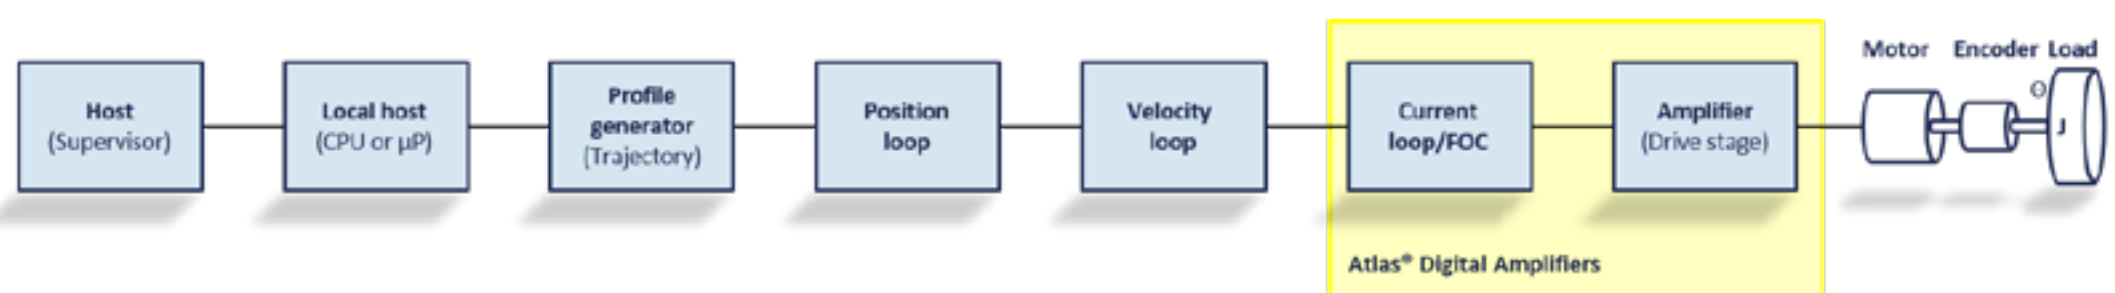 Host
(Supervisor)
Local host
(CPU or µP)
Profile
generator
(Trajectory)
Position
loop
Velocity
loop
Current
loop/FOC
Amplifier
(Drive stage)
Atlas® Digital Amplifiers
Motor Encoder Load
Θ
J